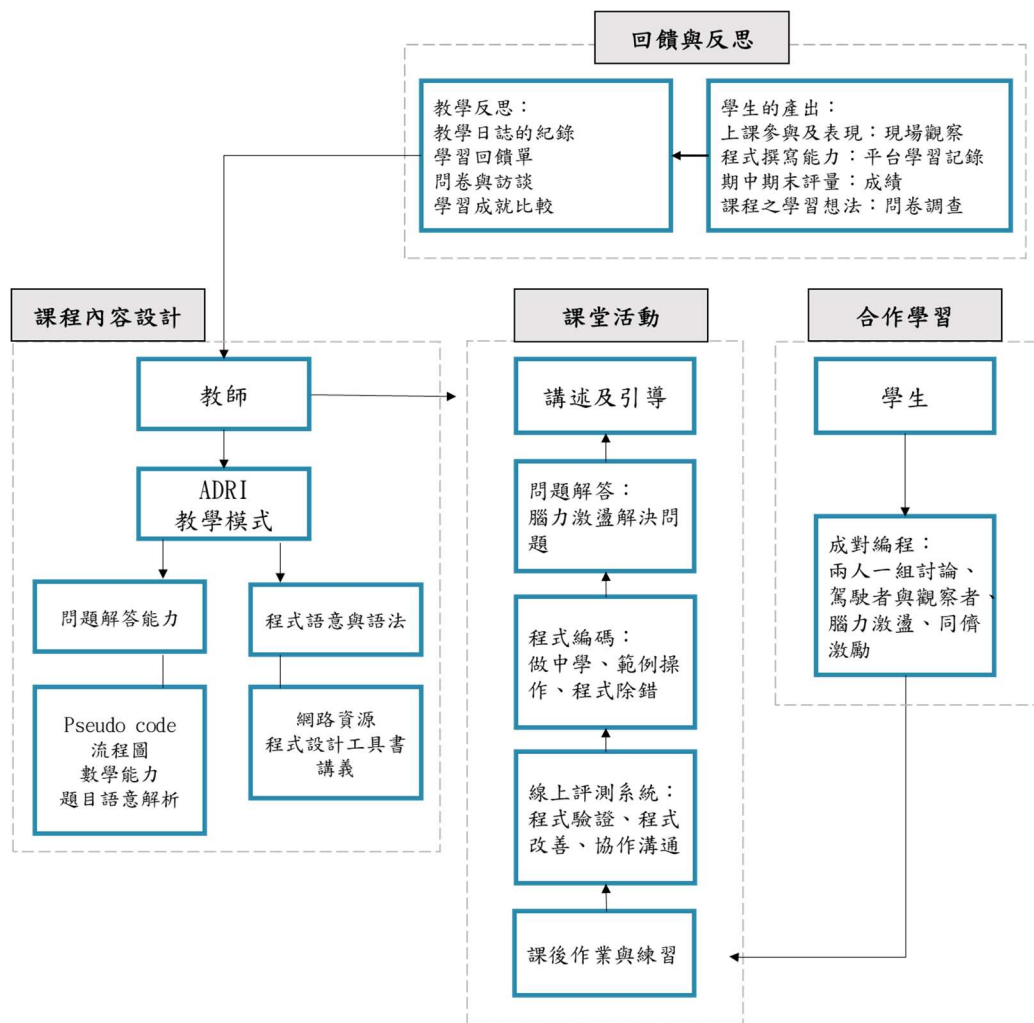 回饋與反思
教學反思：
教學日誌的紀錄
學習回饋單
問卷與訪談
學習成就比較
學生的產出：
上課參與及表現：現場觀察
程式撰寫能力：平台學習記錄
期中期末評量：成績
課程之學習想法：問卷調查
課程內容設計
教師
ADRI
教學模式
問題解答能力
程式語意與語法
Pseudo code
流程圖
數學能力
題目語意解析
網路資源
程式設計工具書
講義
課堂活動
講述及引導
問題解答：
腦力激盪解決問
題
程式編碼：
做中學、範例操
作、程式除錯
線上評測系統：
程式驗證、程式
改善、協作溝通
課後作業與練習
合作學習
學生
成對編程：
兩人一組討論、
駕駛者與觀察者、
腦力激盪、同儕
激勵